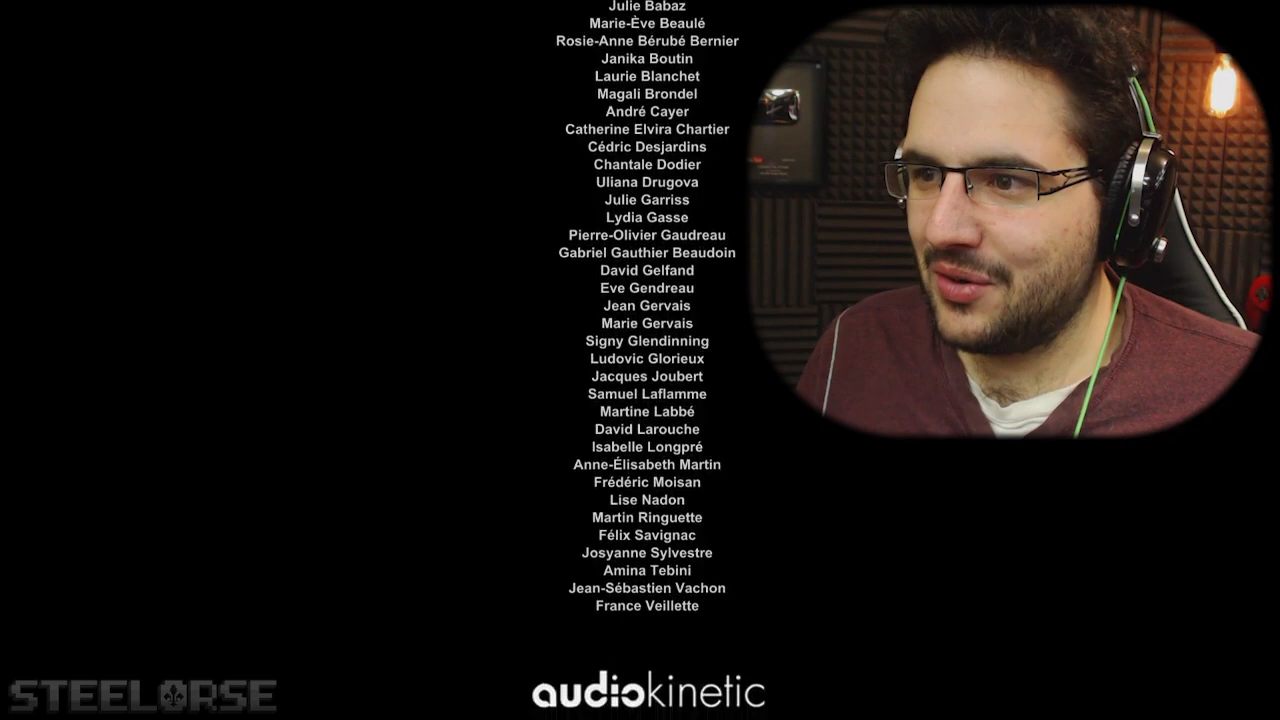 Julie Babaz
Marie-Ève Beaulé
Rosie-Anne Bérubé Bernier
Janika Boutin
Laurie Blanchet
Magali Brondel
André Cayer
Catherine Elvira Chartier
Cédric Desjardins
Chantale Dodier
Uliana Drugova
Julie Garriss
Lydia Gasse
Pierre-Olivier Gaudreau
Gabriel Gauthier Beaudoin
David Gelfand
Eve Gendreau
Jean Gervais
Marie Gervais
Signy Glendinning
Ludovic Glorieux
Jacques Joubert
Samuel Laflamme
Martine Labbé
David Larouche
Isabelle Longpré
Anne-Élisabeth Martin
Frédéric Moisan
Lise Nadon
Martin Ringuette
Félix Savignac
Josyanne Sylvestre
Amina Tebini
Jean-Sébastien Vachon
France Veillette
audiokinetic
STEELORSE